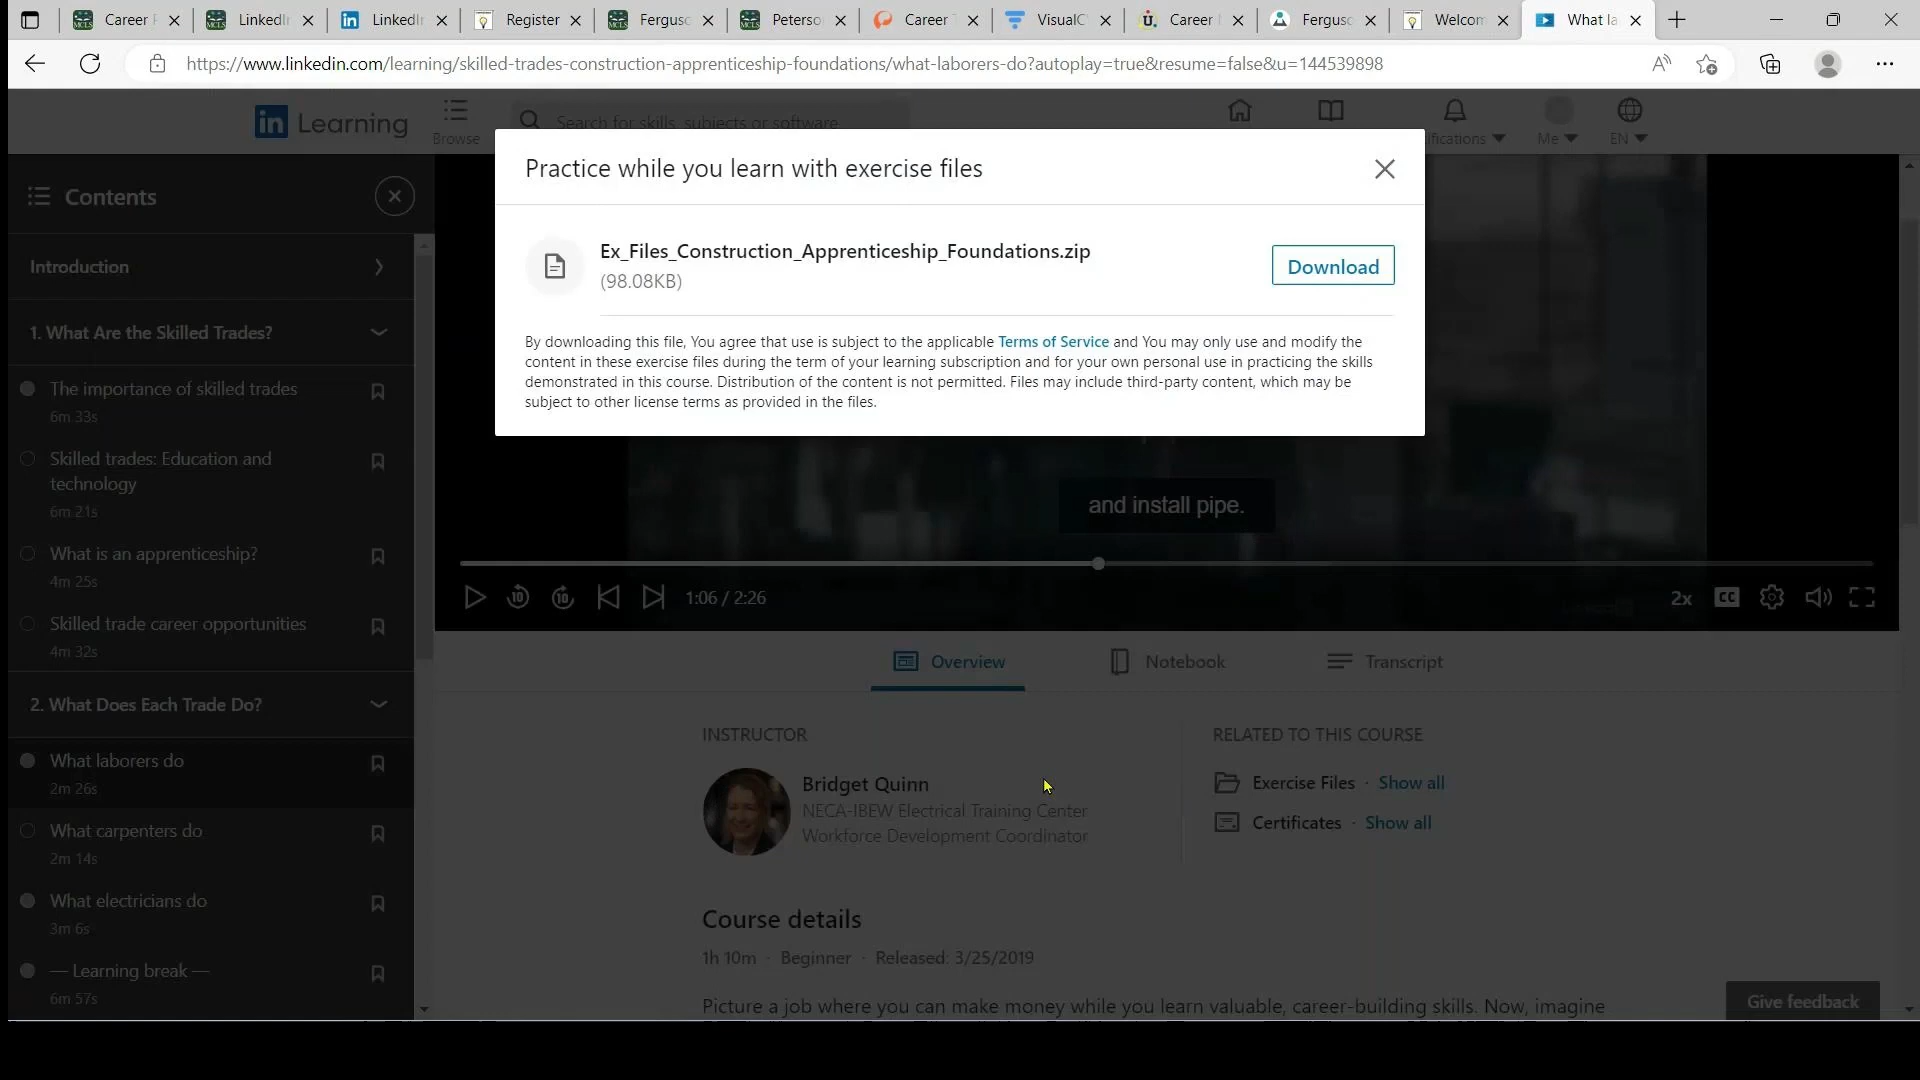 Career
LinkedIn
LinkedIn
Register
Fergus
Peterso
Career
Visual
Career
Fergus
Welcom
What la
https://www.linkedin.com/learning/skilled-trades-construction-apprenticeship-foundations/what-laborers-do?autoplay=true&resume=false&u=144539898
in Learning
Browse
Search for skills, subjects or software
Me
EN
Contents
Introduction
1. What Are the Skilled Trades?
The importance of skilled trades
6m 33s
Skilled trades: Education and
technology
6m 21s
What is an apprenticeship?
4m 25s
Skilled trade career opportunities
4m 32s
2. What Does Each Trade Do?
What laborers do
2m 26s
What carpenters do
2m 14s
What electricians do
3m 6s
— Learning break —
6m 57s
Practice while you learn with exercise files
Ex_Files_Construction_Apprenticeship_Foundations.zip
(98.08KB)
Download
By downloading this file, You agree that use is subject to the applicable Terms of Service and You may only use and modify the
content in these exercise files during the term of your learning subscription and for your own personal use in practicing the skills
demonstrated in this course. Distribution of the content is not permitted. Files may include third-party content, which may be
subject to other license terms as provided in the files.
and install pipe.
10
10
1:06 / 2:26
2x
CC
Overview
Notebook
Transcript
INSTRUCTOR
Bridget Quinn
NECA-IBEW Electrical Training Center
Workforce Development Coordinator
RELATED TO THIS COURSE
Exercise Files · Show all
Certificates · Show all
Course details
1h 10m · Beginner · Released: 3/25/2019
Picture a job where you can make money while you learn valuable, career-building skills. Now, imagine
Give feedback